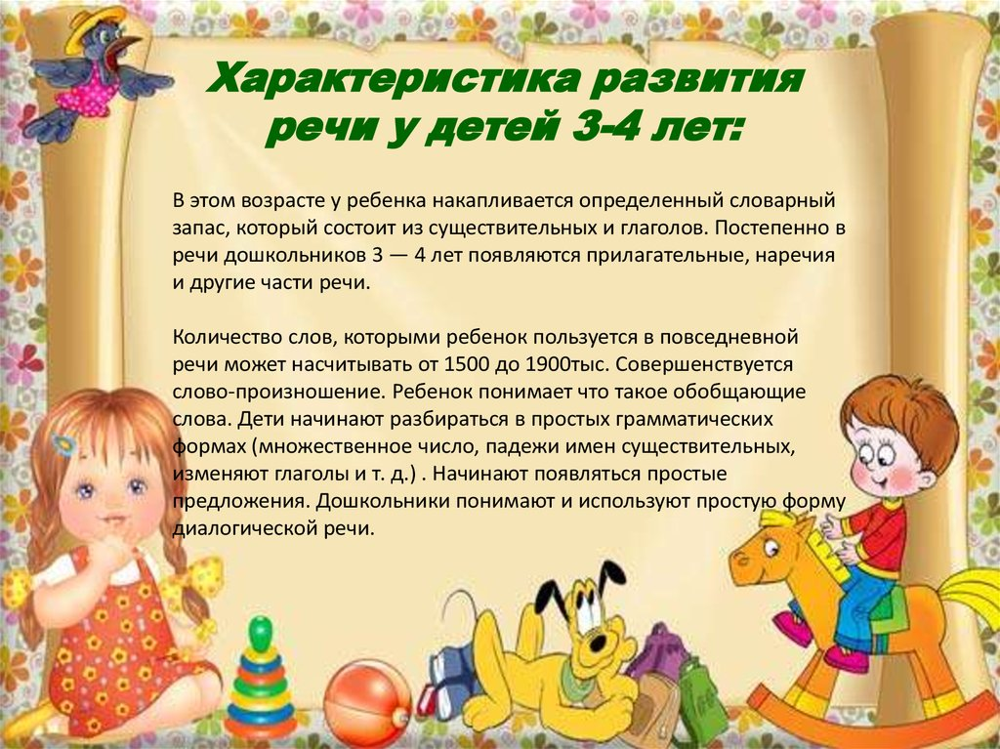 Характеристика развития
речи у детей 3-4 лет:
В этом возрасте у ребенка накапливается определенный словарный
запас, который состоит из существительных и глаголов. Постепенно в
речи дошкольников 3 — 4 лет появляются прилагательные, наречия
и другие части речи.
Количество слов, которыми ребенок пользуется в повседневной
речи может насчитывать от 1500 до 1900тыс. Совершенствуется
слово-произношение. Ребенок понимает что такое обобщающие
слова. Дети начинают разбираться в простых грамматических
формах (множественное число, падежи имен существительных,
изменяют глаголы и т. д.) . Начинают появляться простые
предложения. Дошкольники понимают и используют простую форму
диалогической речи.